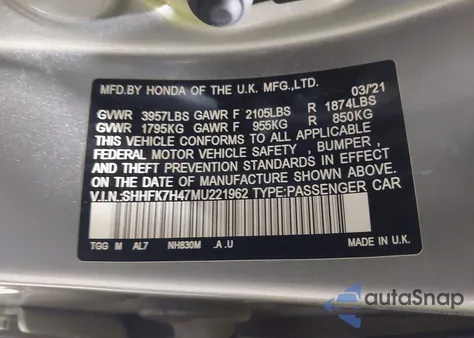 MFD.BY HONDA OF THE U.K. MFG.,LTD. 03/21
GVWR 3957LBS GAWR F 2105LBS R 1874LBS
GVWR 1795KG GAWR F 955KG R 850KG
THIS VEHICLE CONFORMS TO ALL APPLICABLE
FEDERAL MOTOR VEHICLE SAFETY , BUMPER ,
AND THEFT PREVENTION STANDARDS IN EFFECT
ON THE DATE OF MANUFACTURE SHOWN ABOVE.
V.I.N.:SHHFK7H47MU221962 TYPE:PASSENGER CAR
TGG M AL7 NH830M .A .U MADE IN U.K.
autoSnap